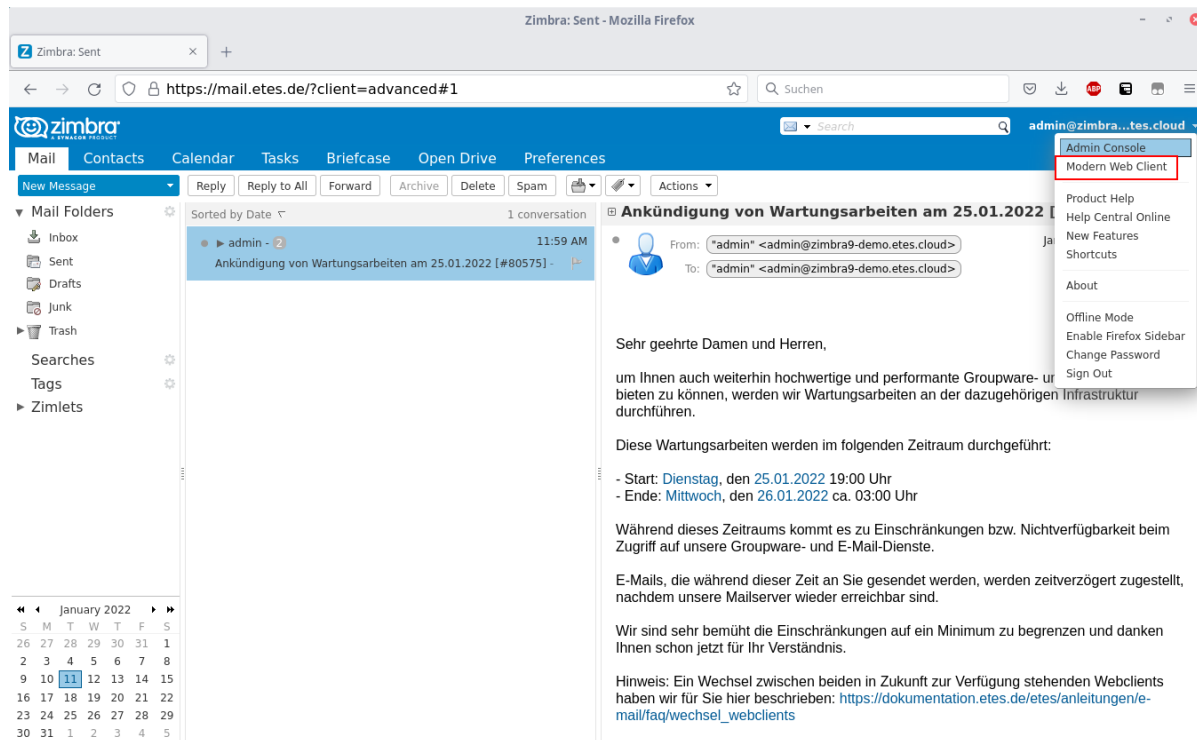 Zimbra: Sent - Mozilla Firefox
Zimbra: Sent
https://mail.etes.de/?client=advanced#1
Suchen
ABP
zimbra
A SYNACOR PRODUCT
Search
admin@zimbra...tes.cloud
Mail Contacts Calendar Tasks Briefcase Open Drive Preferences
New Message
Reply Reply to All Forward Archive Delete Spam Actions
Admin Console
Modern Web Client
Product Help
Help Central Online
New Features
Shortcuts
About
Offline Mode
Enable Firefox Sidebar
Change Password
Sign Out
Mail Folders
Inbox
Sent
Drafts
Junk
Trash
Searches
Tags
Zimlets
Sorted by Date 1 conversation
admin - 2 11:59 AM
Ankündigung von Wartungsarbeiten am 25.01.2022 [#80575] -
Ankündigung von Wartungsarbeiten am 25.01.2022 [
From: "admin" <admin@zimbra9-demo.etes.cloud>
To: "admin" <admin@zimbra9-demo.etes.cloud>
Sehr geehrte Damen und Herren,
um Ihnen auch weiterhin hochwertige und performante Groupware-
bieten zu können, werden wir Wartungsarbeiten an der dazugehörigen Infrastruktur
durchführen.
Diese Wartungsarbeiten werden im folgenden Zeitraum durchgeführt:
- Start: Dienstag, den 25.01.2022 19:00 Uhr
- Ende: Mittwoch, den 26.01.2022 ca. 03:00 Uhr
Während dieses Zeitraums kommt es zu Einschränkungen bzw. Nichtverfügbarkeit beim
Zugriff auf unsere Groupware- und E-Mail-Dienste.
E-Mails, die während dieser Zeit an Sie gesendet werden, werden zeitverzögert zugestellt,
nachdem unsere Mailserver wieder erreichbar sind.
Wir sind sehr bemüht die Einschränkungen auf ein Minimum zu begrenzen und danken
Ihnen schon jetzt für Ihr Verständnis.
Hinweis: Ein Wechsel zwischen beiden in Zukunft zur Verfügung stehenden Webclients
haben wir für Sie hier beschrieben: https://dokumentation.etes.de/etes/anleitungen/e-
mail/faq/wechsel_webclients
January 2022
S M T W T F S
26 27 28 29 30 31 1
2 3 4 5 6 7 8
9 10 11 12 13 14 15
16 17 18 19 20 21 22
23 24 25 26 27 28 29
30 31 1 2 3 4 5